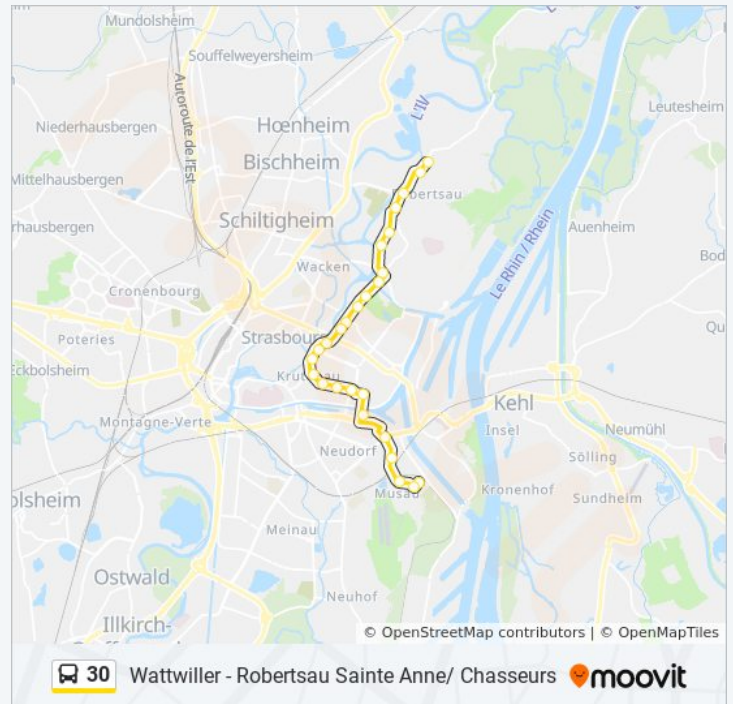 Mundolsheim
Souffelweyersheim
Autoroute de l'Est
L'Ill
Leutesheim
Niederhausbergen
Hœnheim
Bischheim
Mittelhausbergen
Robertsau
Schiltigheim
rhausbergen
Auenheim
Le Rhin / Rhein
Bod
Wacken
Cronenbourg
Qu
Poteries
Strasbourg
Eckbolsheim
Krutenau
Kehl
Montagne-Verte
Insel
Neumühl
Neudorf
Sölling
Musau
Kronenhof
Sundheim
olsheim
Meinau
Ostwald
Neuhof
Illkirch-
© OpenStreetMap contributors | © OpenMapTiles
30 Wattwiller - Robertsau Sainte Anne/ Chasseurs moovit